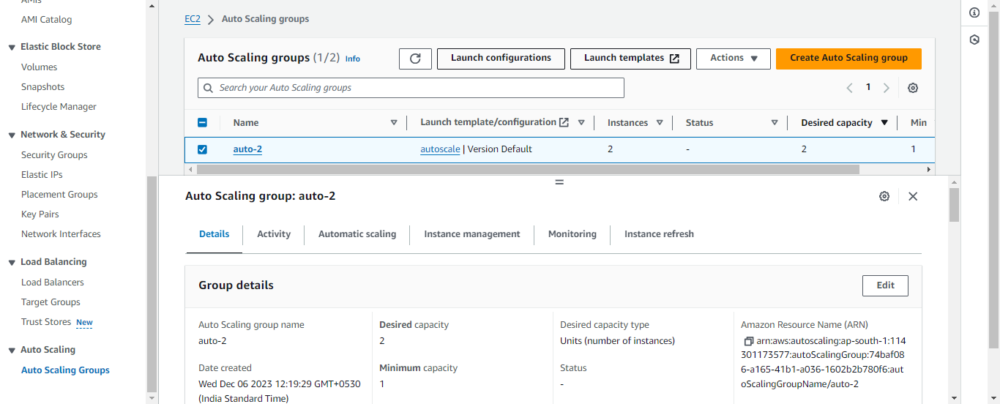 AMIs
AMI Catalog
Elastic Block Store
Volumes
Snapshots
Lifecycle Manager
Network & Security
Security Groups
Elastic IPs
Placement Groups
Key Pairs
Network Interfaces
Load Balancing
Load Balancers
Target Groups
Trust Stores New
Auto Scaling
Auto Scaling Groups
EC2 Auto Scaling groups
Auto Scaling groups (1/2) Info
Launch configurations Launch templates Actions Create Auto Scaling group
Search your Auto Scaling groups
1
Name Launch template/configuration Instances Status Desired capacity Min
auto-2 autoscale | Version Default 2 - 2 1
Auto Scaling group: auto-2
Details Activity Automatic scaling Instance management Monitoring Instance refresh
Group details Edit
Auto Scaling group name
auto-2
Date created
Wed Dec 06 2023 12:19:29 GMT+0530
(India Standard Time)
Desired capacity
2
Minimum capacity
1
Desired capacity type
Units (number of instances)
Status
-
Amazon Resource Name (ARN)
arn:aws:autoscaling:ap-south-1:114
301173577:autoScalingGroup:74baf08
6-a165-41b1-a036-1602b2b780f6:aut
oScalingGroupName/auto-2